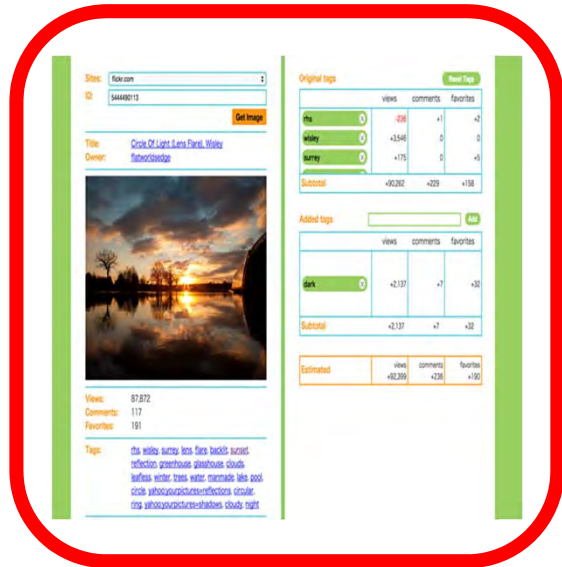 Sites:
flickr.com
ID:
5444490113
Get Image
Title:
Circle Of Light (Lens Flare), Wisley
Owner:
flatworldsedge
Views:
87,872
Comments:
117
Favorites:
191
Tags:
rhs, wisley, surrey, lens, flare, backlit, sunset,
reflection, greenhouse, glasshouse, clouds,
leafless, winter, trees, water, manmade, lake, pool,
circle, yahoo:yourpictures=reflections, circular,
ring, yahoo:yourpictures=shadows, cloudy, night
Original tags
Reset Tags
views comments favorites
rhs -236 +1 +2
wisley +3,546 0 0
surrey +175 0 +5
Subtotal +90,262 +229 +158
Added tags
Add
views comments favorites
dark +2,137 +7 +32
Subtotal +2,137 +7 +32
Estimated
views comments favorites
+92,399 +236 +190